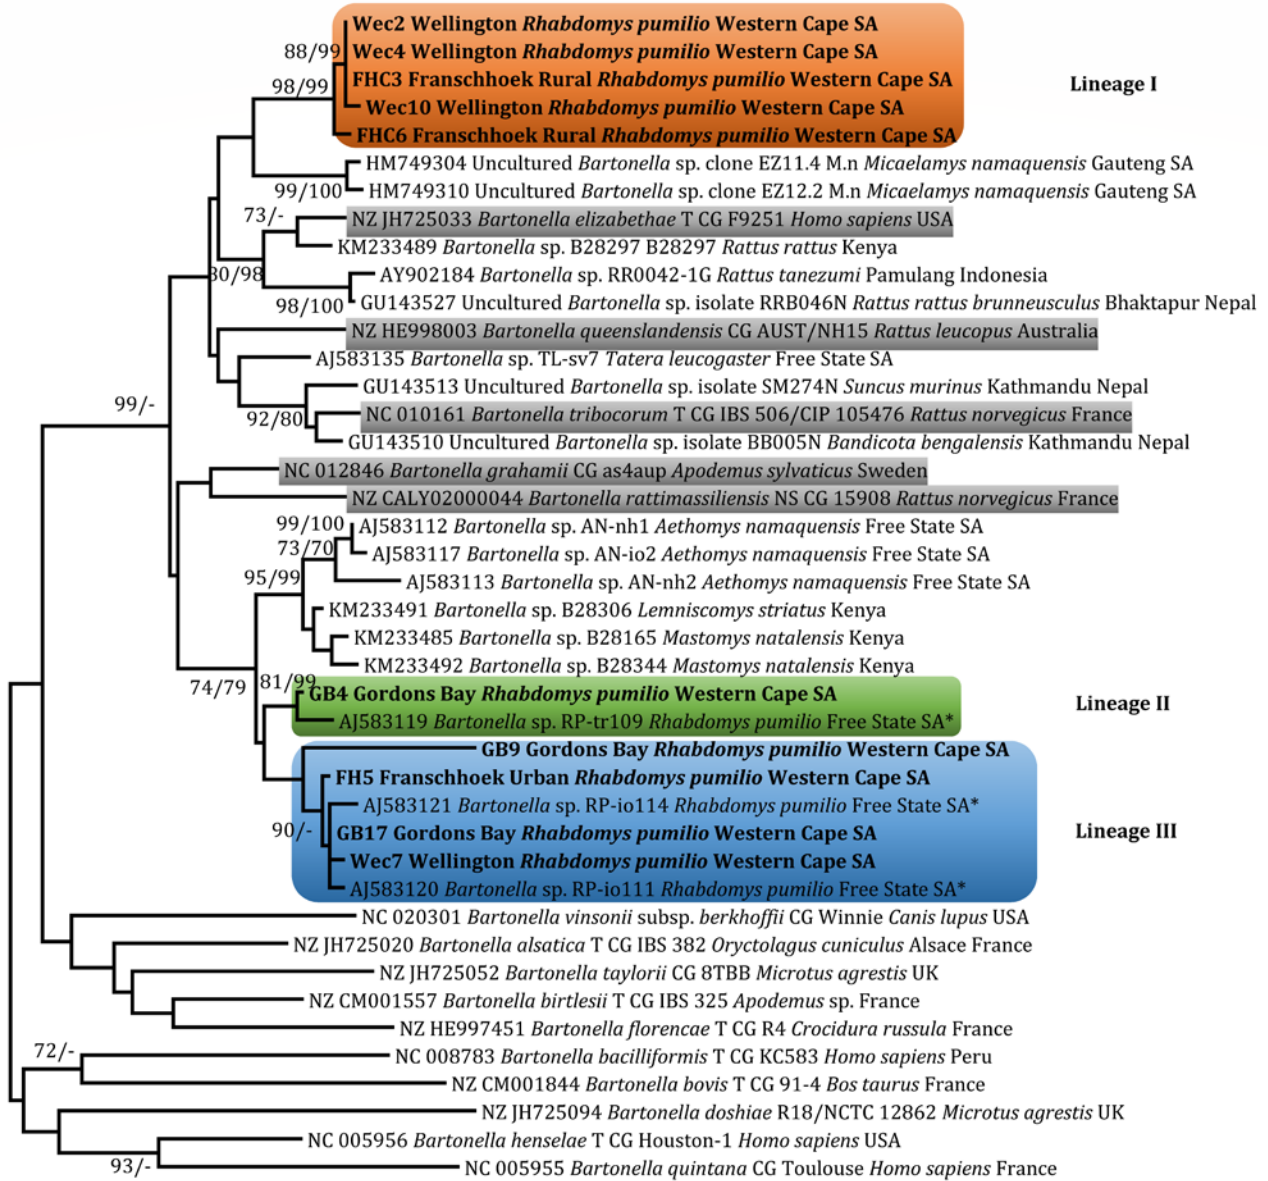 Wec2 Wellington Rhabdomys pumilio Western Cape SA
88/99
Wec4 Wellington Rhabdomys pumilio Western Cape SA
98/99
FHC3 Franschhoek Rural Rhabdomys pumilio Western Cape SA
Lineage I
Wec10 Wellington Rhabdomys pumilio Western Cape SA
FHC6 Franschhoek Rural Rhabdomys pumilio Western Cape SA
HM749304 Uncultured Bartonella sp. clone EZ11.4 M.n Micaelamys namaquensis Gauteng SA
99/100
HM749310 Uncultured Bartonella sp. clone EZ12.2 M.n Micaelamys namaquensis Gauteng SA
73/-
NZ JH725033 Bartonella elizabethae T CG F9251 Homo sapiens USA
KM233489 Bartonella sp. B28297 B28297 Rattus rattus Kenya
80/98
AY902184 Bartonella sp. RR0042-1G Rattus tanezumi Pamulang Indonesia
98/100
GU143527 Uncultured Bartonella sp. isolate RRB046N Rattus rattus brunneusculus Bhaktapur Nepal
NZ HE998003 Bartonella queenslandensis CG AUST/NH15 Rattus leucopus Australia
AJ583135 Bartonella sp. TL-sv7 Tatera leucogaster Free State SA
GU143513 Uncultured Bartonella sp. isolate SM274N Suncus murinus Kathmandu Nepal
99/-
92/80
NC 010161 Bartonella tribocorum T CG IBS 506/CIP 105476 Rattus norvegicus France
GU143510 Uncultured Bartonella sp. isolate BB005N Bandicota bengalensis Kathmandu Nepal
NC 012846 Bartonella grahamii CG as4aup Apodemus sylvaticus Sweden
NZ CALY02000044 Bartonella rattimassiliensis NS CG 15908 Rattus norvegicus France
99/100
AJ583112 Bartonella sp. AN-nh1 Aethomys namaquensis Free State SA
73/70
AJ583117 Bartonella sp. AN-io2 Aethomys namaquensis Free State SA
95/99
AJ583113 Bartonella sp. AN-nh2 Aethomys namaquensis Free State SA
KM233491 Bartonella sp. B28306 Lemniscomys striatus Kenya
KM233485 Bartonella sp. B28165 Mastomys natalensis Kenya
KM233492 Bartonella sp. B28344 Mastomys natalensis Kenya
74/79
81/99
GB4 Gordons Bay Rhabdomys pumilio Western Cape SA
Lineage II
AJ583119 Bartonella sp. RP-tr109 Rhabdomys pumilio Free State SA*
GB9 Gordons Bay Rhabdomys pumilio Western Cape SA
FH5 Franschhoek Urban Rhabdomys pumilio Western Cape SA
AJ583121 Bartonella sp. RP-io114 Rhabdomys pumilio Free State SA*
90/-
GB17 Gordons Bay Rhabdomys pumilio Western Cape SA
Lineage III
Wec7 Wellington Rhabdomys pumilio Western Cape SA
AJ583120 Bartonella sp. RP-io111 Rhabdomys pumilio Free State SA*
NC 020301 Bartonella vinsonii subsp. berkhoffii CG Winnie Canis lupus USA
NZ JH725020 Bartonella alsatica T CG IBS 382 Oryctolagus cuniculus Alsace France
NZ JH725052 Bartonella taylorii CG 8TBB Microtus agrestis UK
NZ CM001557 Bartonella birtlesii T CG IBS 325 Apodemus sp. France
NZ HE997451 Bartonella florencae T CG R4 Crocidura russula France
72/-
NC 008783 Bartonella bacilliformis T CG KC583 Homo sapiens Peru
NZ CM001844 Bartonella bovis T CG 91-4 Bos taurus France
NZ JH725094 Bartonella doshiae R18/NCTC 12862 Microtus agrestis UK
NC 005956 Bartonella henselae T CG Houston-1 Homo sapiens USA
93/-
NC 005955 Bartonella quintana CG Toulouse Homo sapiens France